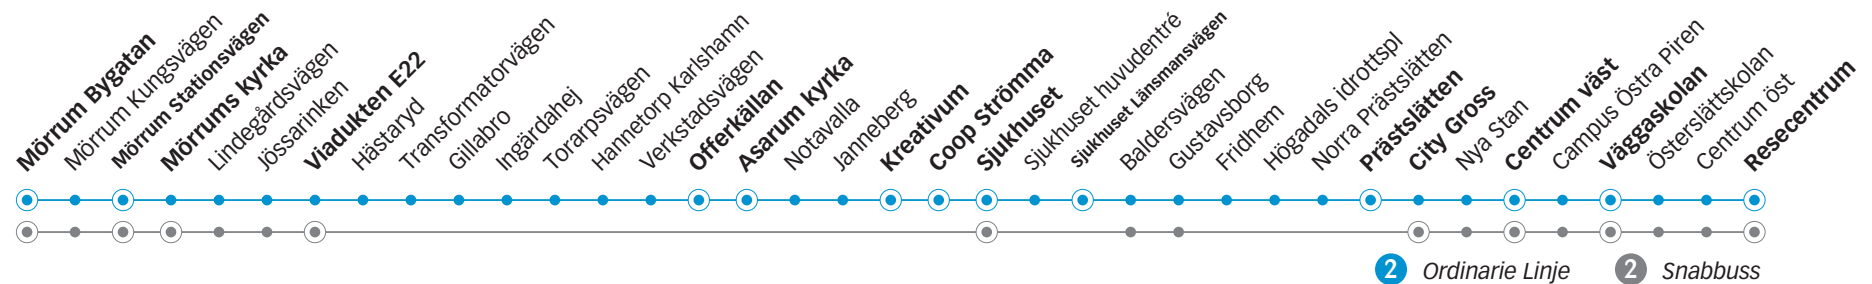 Mörrum Bygatan
Mörrum Kungsvägen
Mörrum Stationsvägen
Mörrums kyrka
Lindegårdsvägen
Jössarinken
Viadukten E22
Hästaryd
Transformatorvägen
Gillabro
Ingärdahej
Torarpsvägen
Hannetorp Karlshamn
Verkstadsvägen
Offerkällan
Asarum kyrka
Notavalla
Janneberg
Kreativum
Coop Strömma
Sjukhuset
Sjukhuset huvudentré
Sjukhuset Länsmansvägen
Baldersvägen
Gustavsborg
Fridhem
Högadals idrottspl
Norra Prästslätten
Prästslätten
City Gross
Nya Stan
Centrum väst
Campus Östra Piren
Väggaskolan
Österslättskolan
Centrum öst
Resecentrum
2 Ordinarie Linje
2 Snabbuss